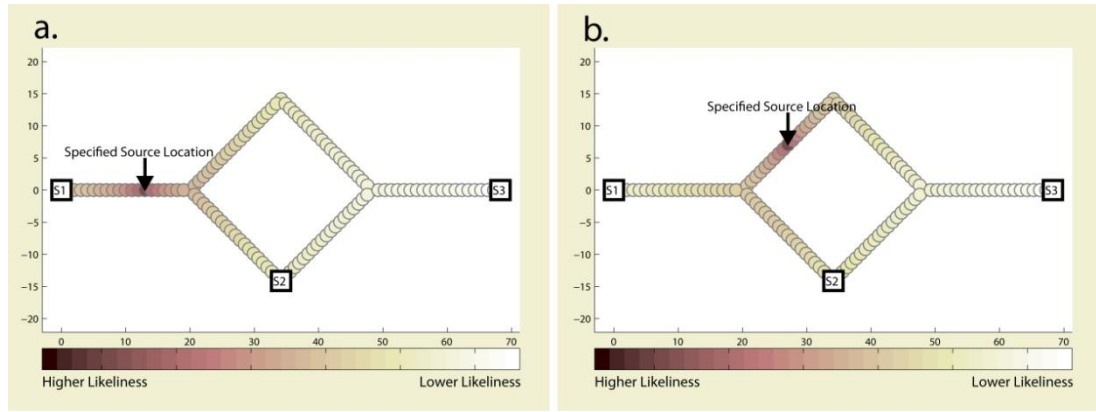 a.
20
15
10
5
0
−5
−10
−15
−20
Specified Source Location
S1
S3
S2
0 10 20 30 40 50 60 70
Higher Likeliness Lower Likeliness
b.
20
15
10
5
0
−5
−10
−15
−20
Specified Source Location
S1
S3
S2
0 10 20 30 40 50 60 70
Higher Likeliness Lower Likeliness